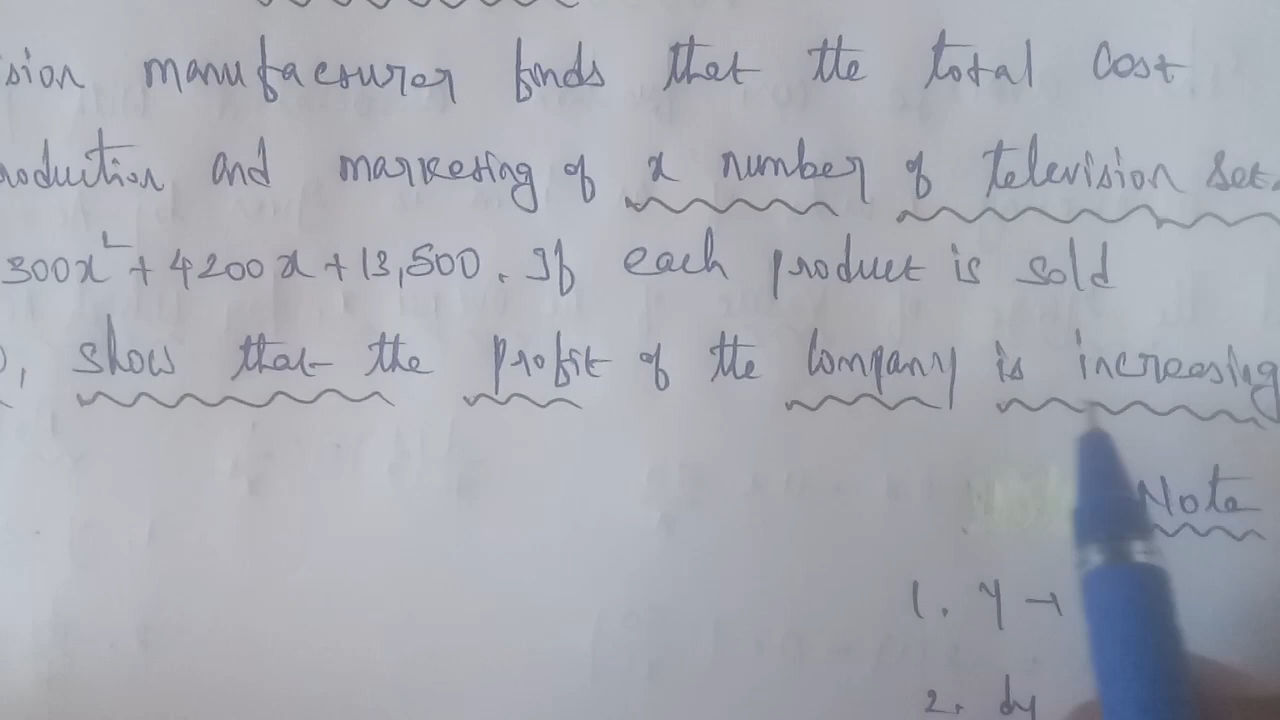 sion manufacturer finds that the total cost
roduction and marketing of x number of television set
300x² + 4200x + 13,500. If each product is sold
), show that the profit of the company is increasing
Note
1. y →
2. dy